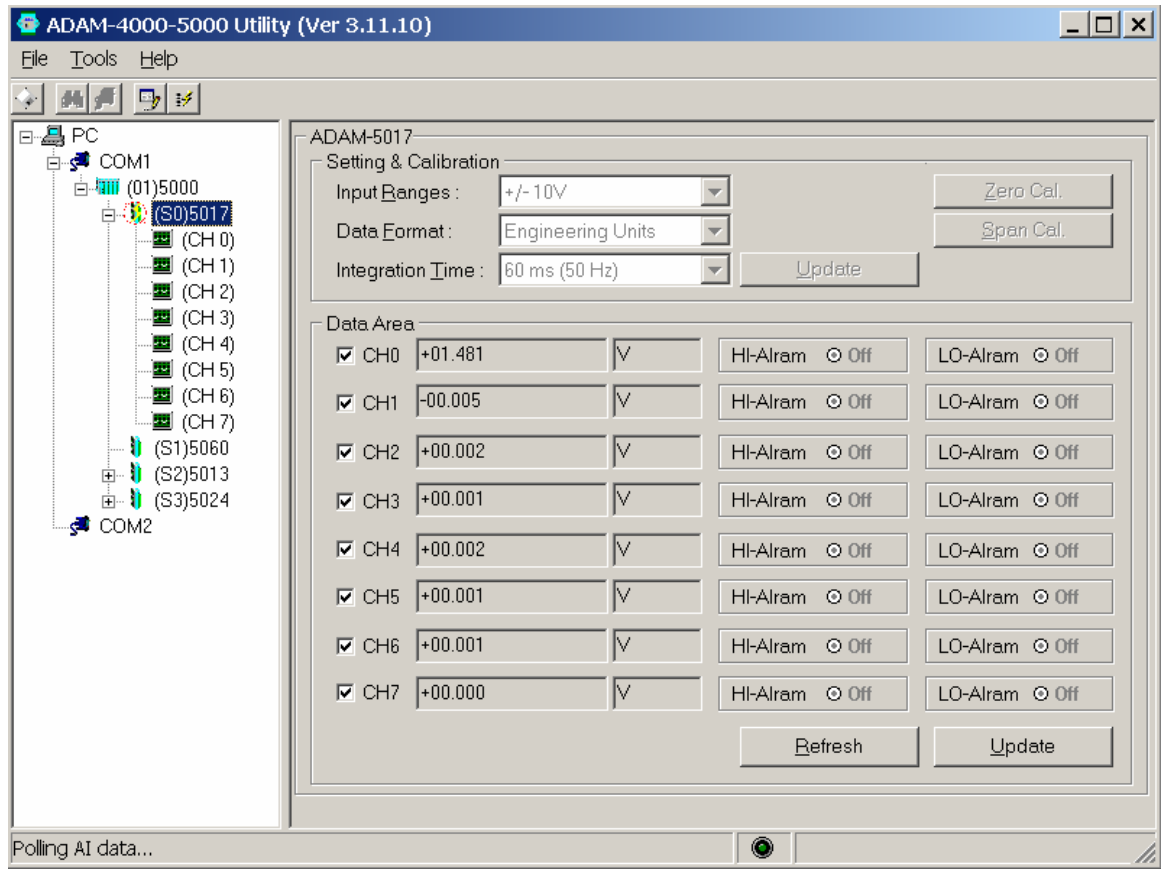 ADAM-4000-5000 Utility (Ver 3.11.10)
File Tools Help
PC
COM1
(01)5000
(S0)5017
(CH 0)
(CH 1)
(CH 2)
(CH 3)
(CH 4)
(CH 5)
(CH 6)
(CH 7)
(S1)5060
(S2)5013
(S3)5024
COM2
ADAM-5017
Setting & Calibration
Input Ranges : +/- 10V Zero Cal.
Data Format : Engineering Units Span Cal.
Integration Time : 60 ms (50 Hz) Update
Data Area
CH0 +01.481 V HI-Alram Off LO-Alram Off
CH1 -00.005 V HI-Alram Off LO-Alram Off
CH2 +00.002 V HI-Alram Off LO-Alram Off
CH3 +00.001 V HI-Alram Off LO-Alram Off
CH4 +00.002 V HI-Alram Off LO-Alram Off
CH5 +00.001 V HI-Alram Off LO-Alram Off
CH6 +00.001 V HI-Alram Off LO-Alram Off
CH7 +00.000 V HI-Alram Off LO-Alram Off
Refresh Update
Polling AI data...